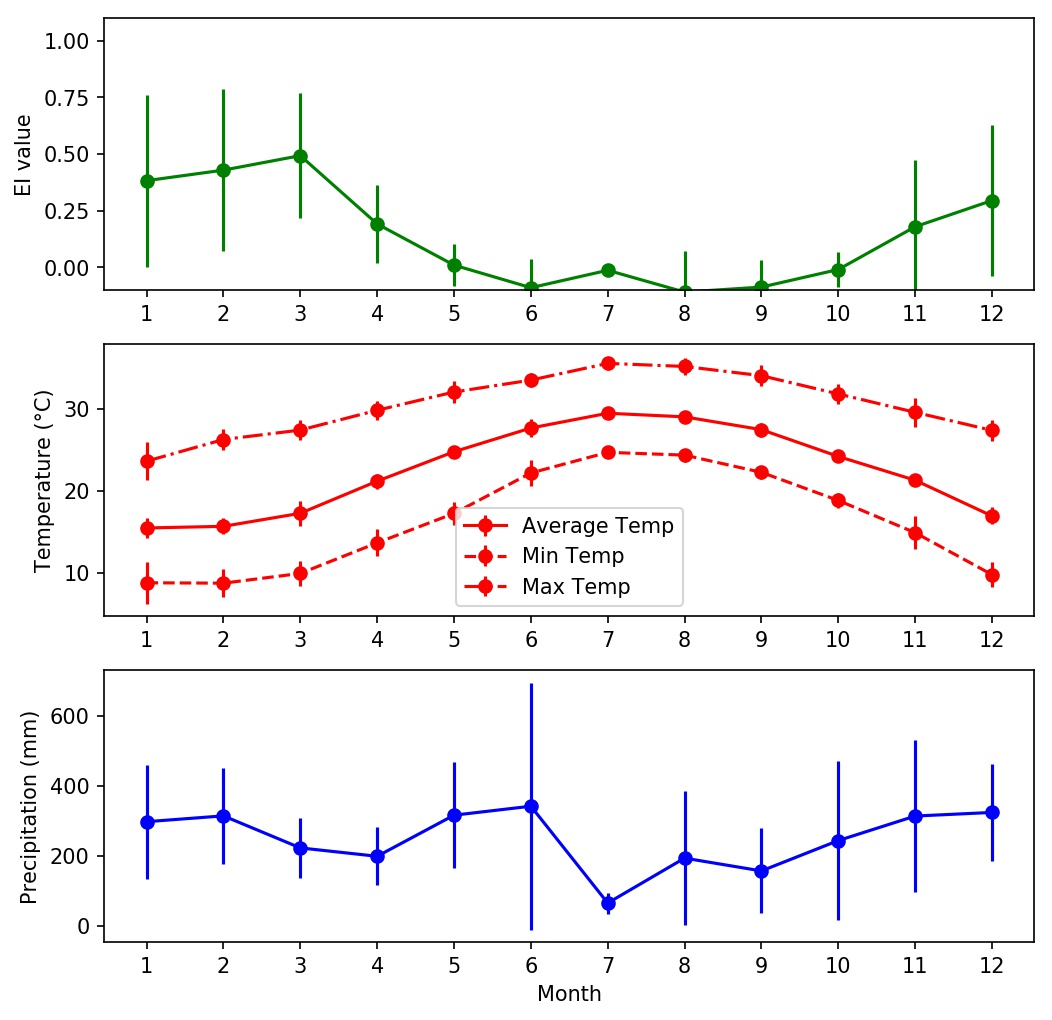 EI value
1.00
0.75
0.50
0.25
0.00
1 2 3 4 5 6 7 8 9 10 11 12
Temperature (°C)
30
20
10
Average Temp
Min Temp
Max Temp
1 2 3 4 5 6 7 8 9 10 11 12
Precipitation (mm)
600
400
200
0
1 2 3 4 5 6 7 8 9 10 11 12
Month